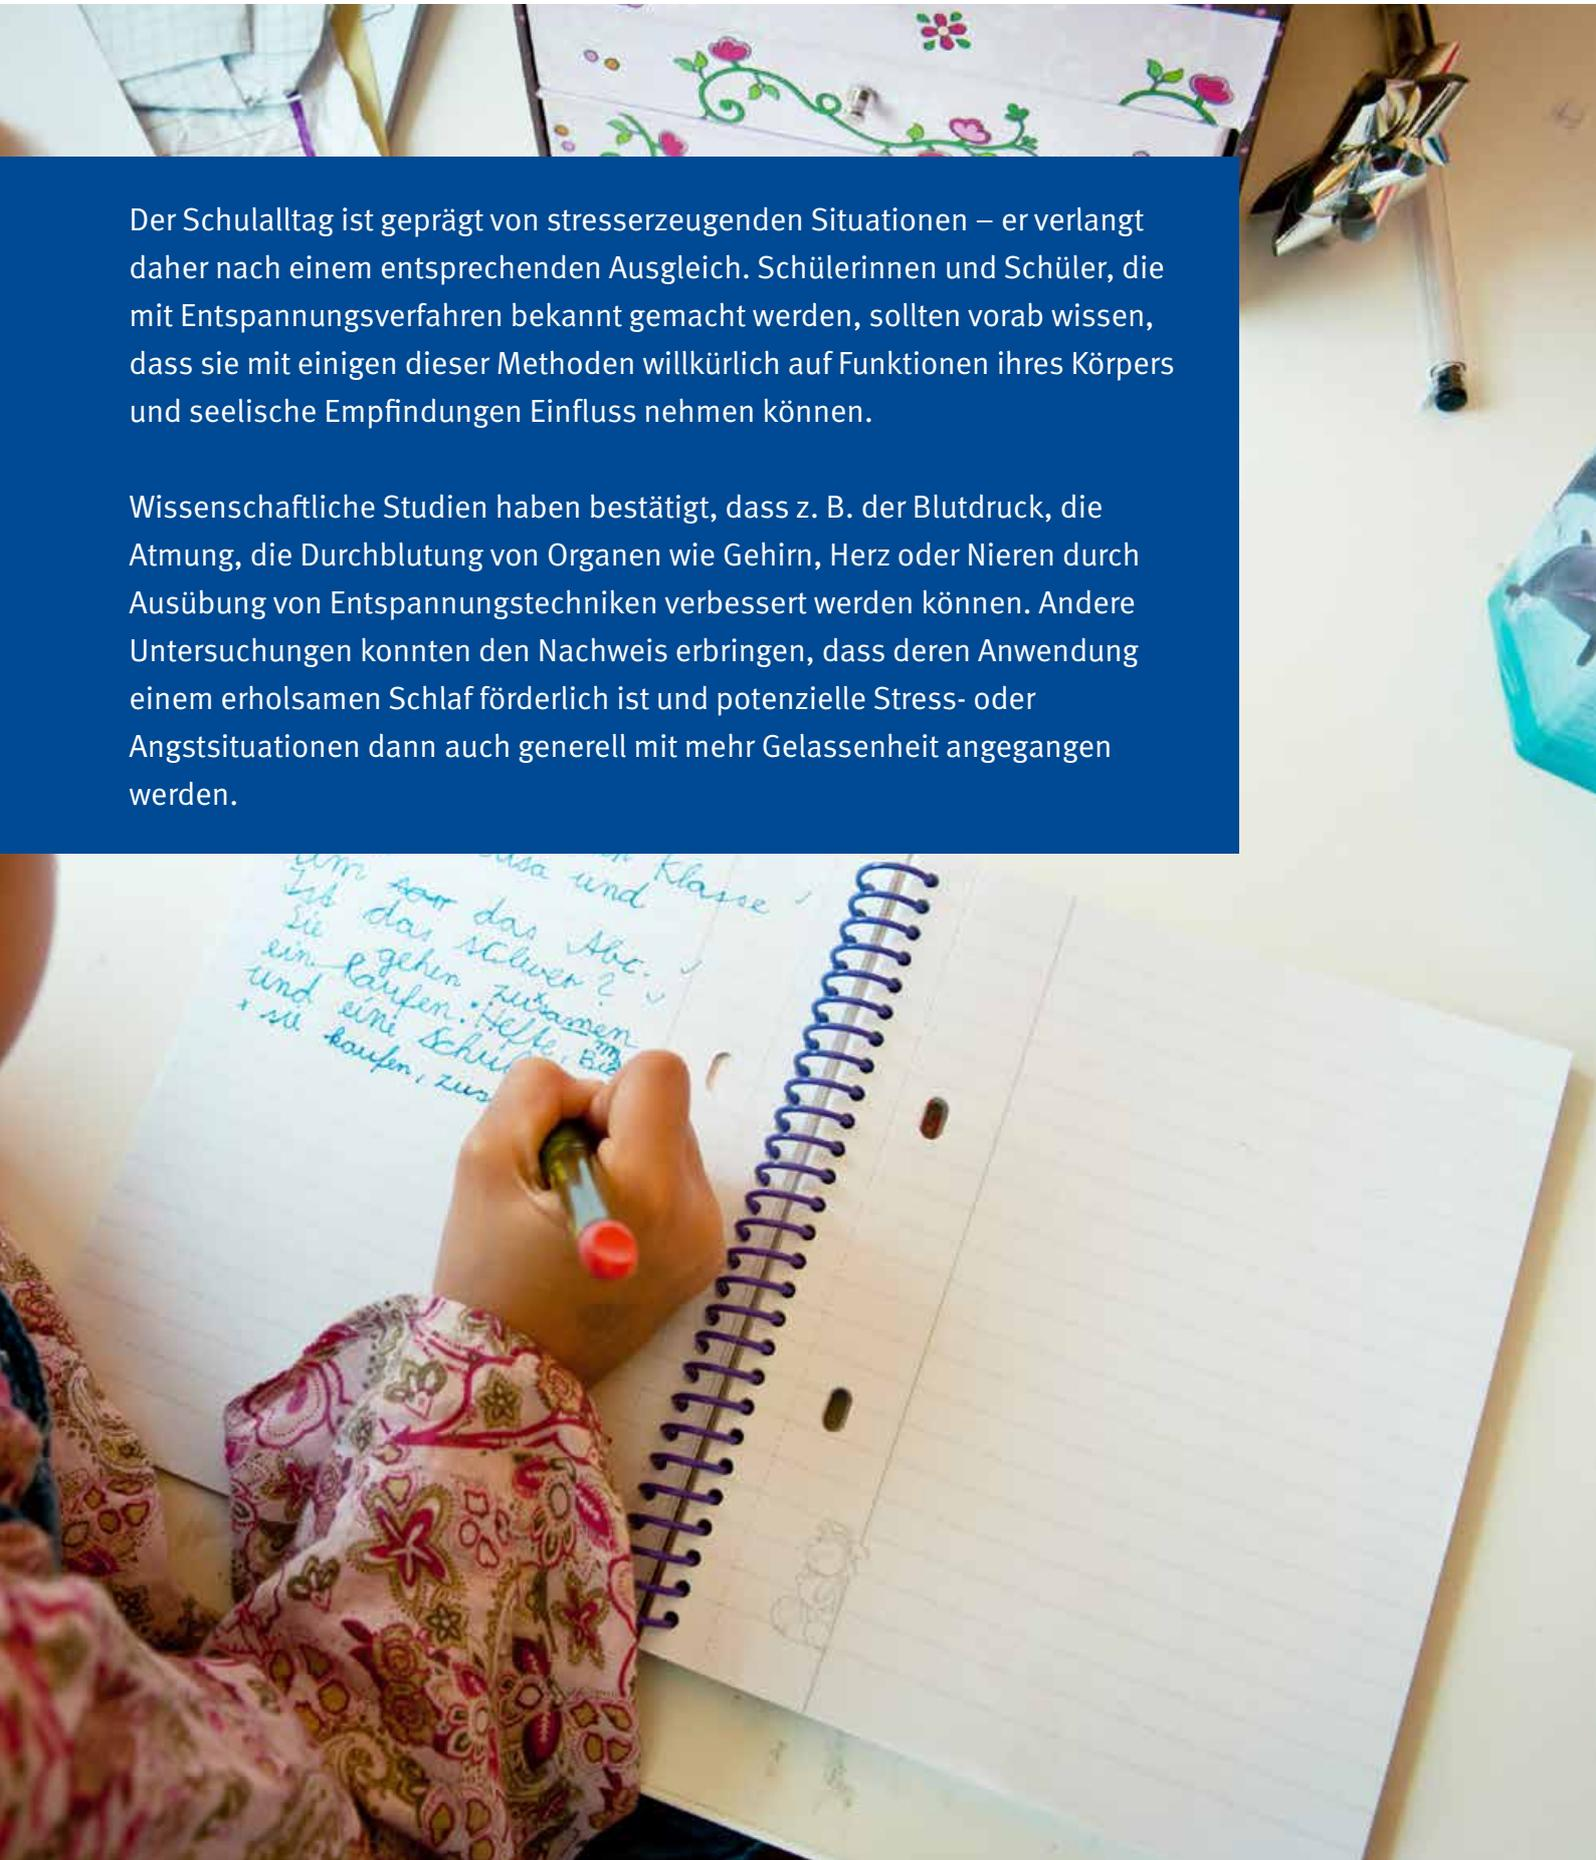 Der Schulalltag ist geprägt von stresserzeugenden Situationen – er verlangt
daher nach einem entsprechenden Ausgleich. Schülerinnen und Schüler, die
mit Entspannungsverfahren bekannt gemacht werden, sollten vorab wissen,
dass sie mit einigen dieser Methoden willkürlich auf Funktionen ihres Körpers
und seelische Empfindungen Einfluss nehmen können.
Wissenschaftliche Studien haben bestätigt, dass z. B. der Blutdruck, die
Atmung, die Durchblutung von Organen wie Gehirn, Herz oder Nieren durch
Ausübung von Entspannungstechniken verbessert werden können. Andere
Untersuchungen konnten den Nachweis erbringen, dass deren Anwendung
einem erholsamen Schlaf förderlich ist und potenzielle Stress- oder
Angstsituationen dann auch generell mit mehr Gelassenheit angegangen
werden.
und Klasse
das Abc.
Ist das schwer?
Sie gehen zusamen
ein kaufen. Hefte,
und eine
kaufen, zus